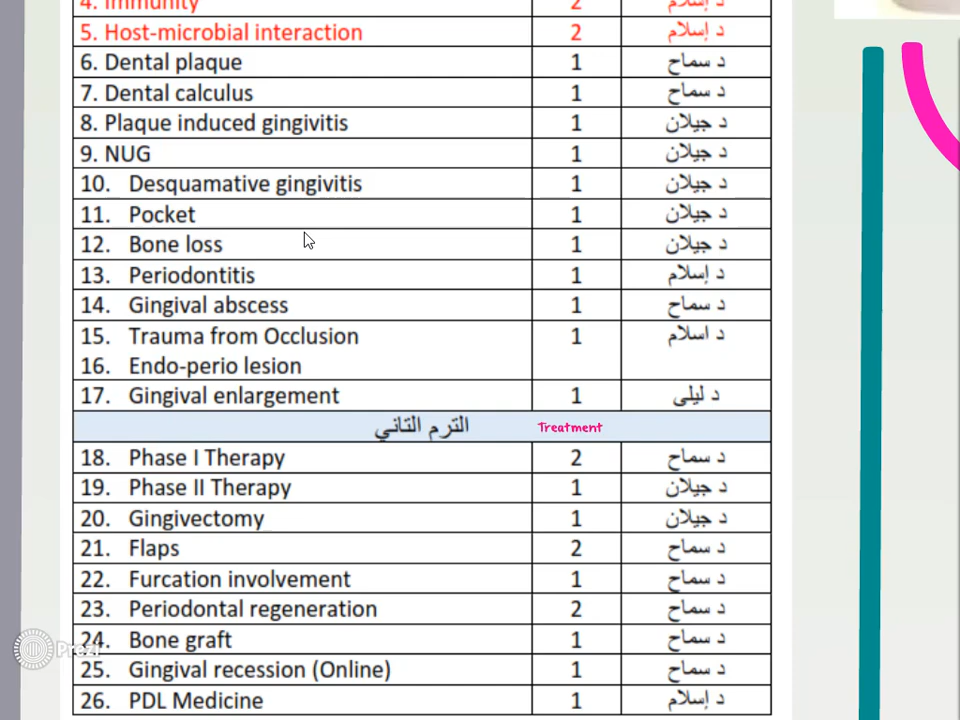 4. Immunity 2 د إسلام
5. Host-microbial interaction 2 د إسلام
6. Dental plaque 1 د سماح
7. Dental calculus 1 د سماح
8. Plaque induced gingivitis 1 د جيلان
9. NUG 1 د جيلان
10. Desquamative gingivitis 1 د جيلان
11. Pocket 1 د جيلان
12. Bone loss 1 د جيلان
13. Periodontitis 1 د إسلام
14. Gingival abscess 1 د سماح
15. Trauma from Occlusion 1 د اسلام
16. Endo-perio lesion
17. Gingival enlargement 1 د ليلى
الترم التاني Treatment
18. Phase I Therapy 2 د سماح
19. Phase II Therapy 1 د جيلان
20. Gingivectomy 1 د جيلان
21. Flaps 2 د سماح
22. Furcation involvement 1 د سماح
23. Periodontal regeneration 2 د سماح
24. Bone graft 1 د سماح
25. Gingival recession (Online) 1 د سماح
26. PDL Medicine 1 د إسلام
Prezi